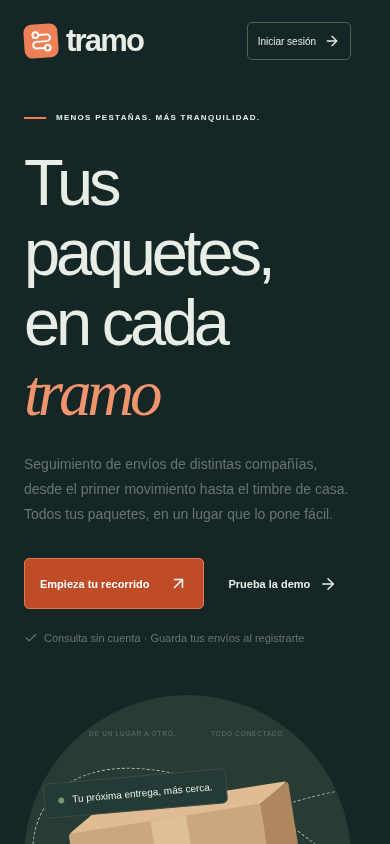 tramo
Iniciar sesión
MENOS PESTAÑAS. MÁS TRANQUILIDAD.
Tus
paquetes,
en cada
tramo
Seguimiento de envíos de distintas compañías,
desde el primer movimiento hasta el timbre de casa.
Todos tus paquetes, en un lugar que lo pone fácil.
Empieza tu recorrido
Prueba la demo
Consulta sin cuenta · Guarda tus envíos al registrarte
DE UN LUGAR A OTRO.
TODO CONECTADO.
Tu próxima entrega, más cerca.